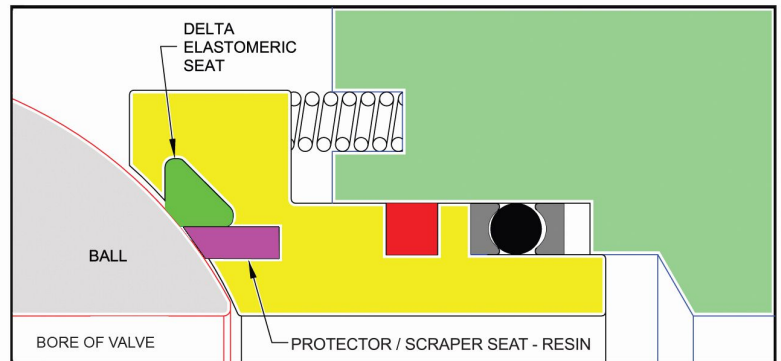 DELTA
ELASTOMERIC
SEAT
BALL
BORE OF VALVE
PROTECTOR / SCRAPER SEAT - RESIN